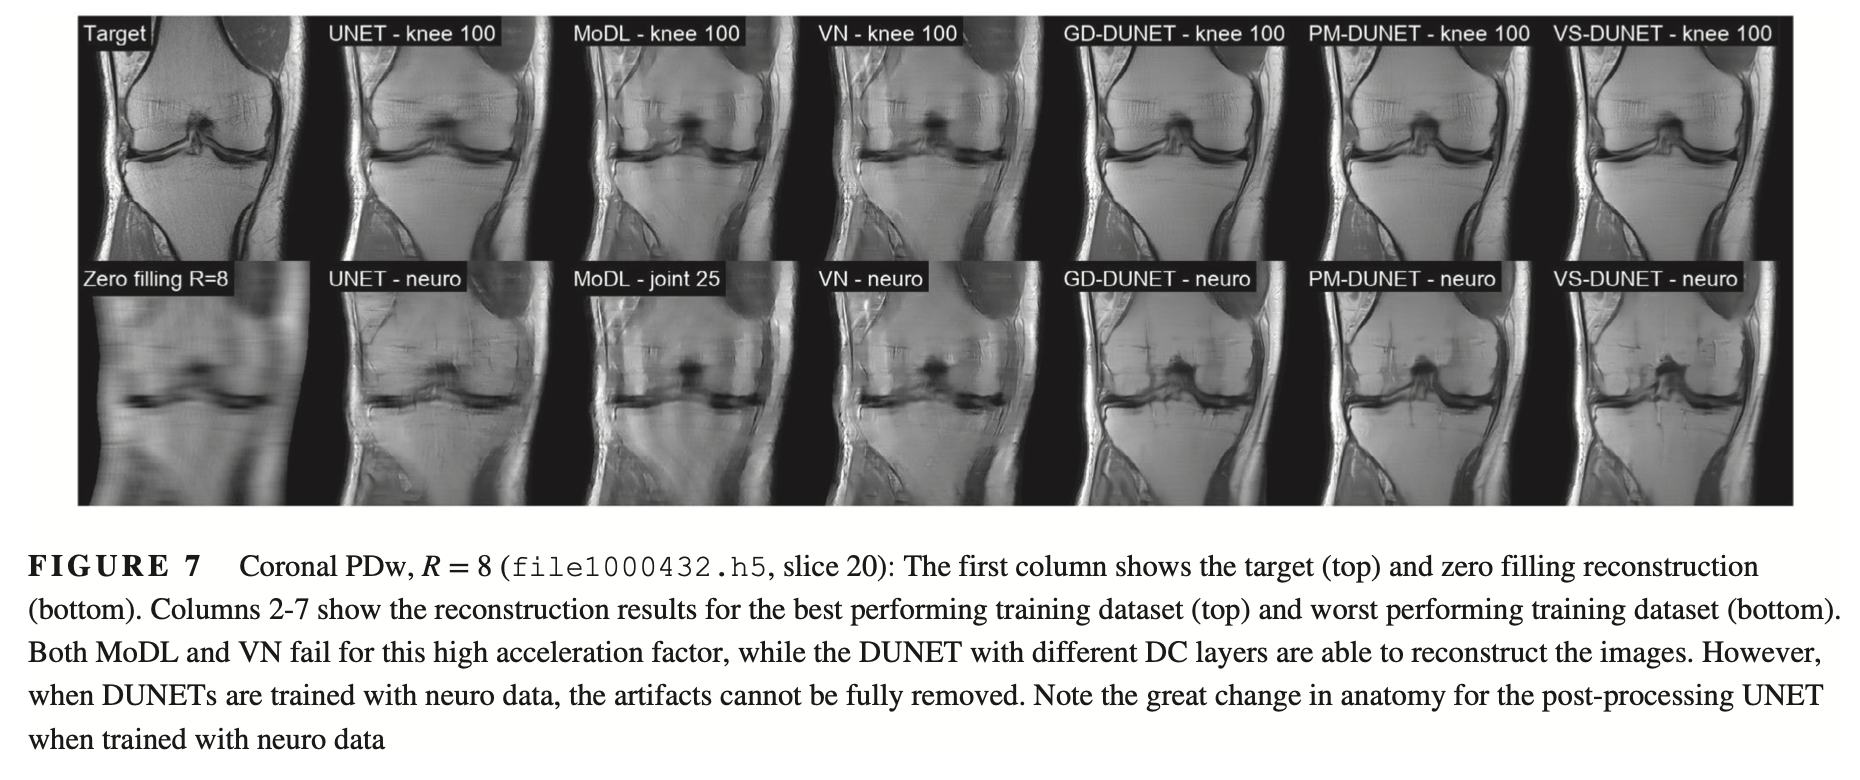 Target UNET - knee 100 MoDL - knee 100 VN - knee 100 GD-DUNET - knee 100 PM-DUNET - knee 100 VS-DUNET - knee 100
Zero filling R=8 UNET - neuro MoDL - joint 25 VN - neuro GD-DUNET - neuro PM-DUNET - neuro VS-DUNET - neuro
FIGURE 7 Coronal PDw, R = 8 (file1000432.h5, slice 20): The first column shows the target (top) and zero filling reconstruction
(bottom). Columns 2-7 show the reconstruction results for the best performing training dataset (top) and worst performing training dataset (bottom).
Both MoDL and VN fail for this high acceleration factor, while the DUNET with different DC layers are able to reconstruct the images. However,
when DUNETs are trained with neuro data, the artifacts cannot be fully removed. Note the great change in anatomy for the post-processing UNET
when trained with neuro data